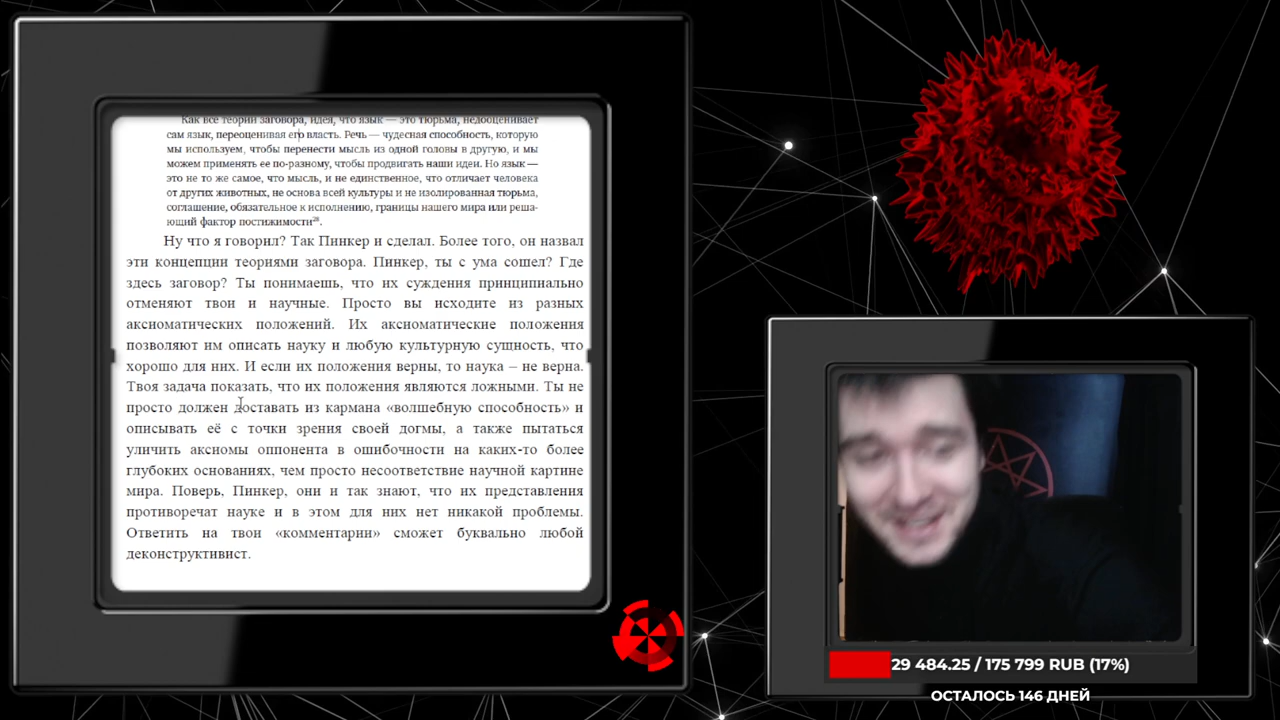 Как все теории заговора, идея, что язык — это тюрьма, недооценивает
сам язык, переоценивая его власть. Речь — чудесная способность, которую
мы используем, чтобы перенести мысль из одной головы в другую, и мы
можем применять ее по-разному, чтобы продвигать наши идеи. Но язык —
это не то же самое, что мысль, и не единственное, что отличает человека
от других животных, не основа всей культуры и не изолированная тюрьма,
соглашение, обязательное к исполнению, границы нашего мира или реша-
ющий фактор постижимости²⁸.
Ну что я говорил? Так Пинкер и сделал. Более того, он назвал
эти концепции теориями заговора. Пинкер, ты с ума сошел? Где
здесь заговор? Ты понимаешь, что их суждения принципиально
отменяют твои и научные. Просто вы исходите из разных
аксиоматических положений. Их аксиоматические положения
позволяют им описать науку и любую культурную сущность, что
хорошо для них. И если их положения верны, то наука – не верна.
Твоя задача показать, что их положения являются ложными. Ты не
просто должен доставать из кармана «волшебную способность» и
описывать её с точки зрения своей догмы, а также пытаться
уличить аксиомы оппонента в ошибочности на каких-то более
глубоких основаниях, чем просто несоответствие научной картине
мира. Поверь, Пинкер, они и так знают, что их представления
противоречат науке и в этом для них нет никакой проблемы.
Ответить на твои «комментарии» сможет буквально любой
деконструктивист.
29 484.25 / 175 799 RUB (17%)
ОСТАЛОСЬ 146 ДНЕЙ